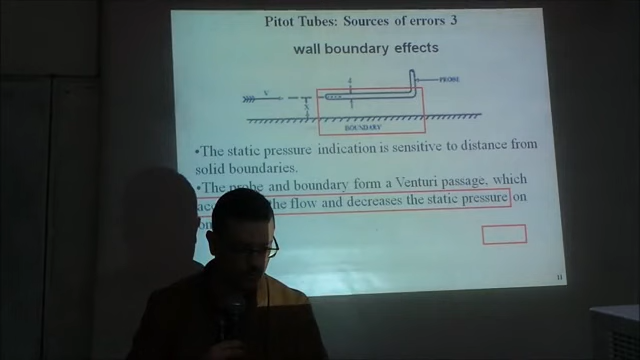 Pitot Tubes: Sources of errors 3
wall boundary effects
V
PROBE
BOUNDARY
•The static pressure indication is sensitive to distance from
solid boundaries.
•The probe and boundary form a Venturi passage, which
the flow and decreases the static pressure on